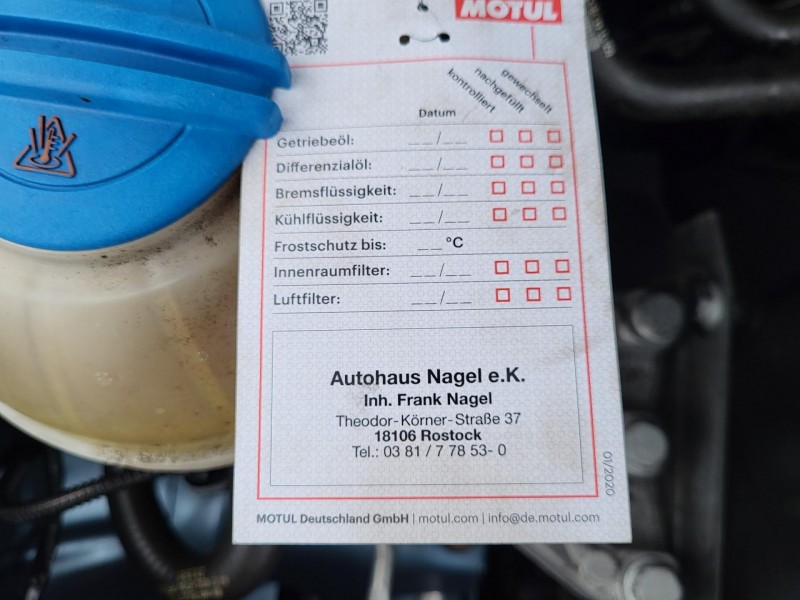 MOTUL
Datum kontrolliert nachgefüllt gewechselt
Getriebeöl: __/__
Differenzialöl: __/__
Bremsflüssigkeit: __/__
Kühlflüssigkeit: __/__
Frostschutz bis: __ °C
Innenraumfilter: __/__
Luftfilter: __/__
Autohaus Nagel e.K.
Inh. Frank Nagel
Theodor-Körner-Straße 37
18106 Rostock
Tel.: 03 81 / 7 78 53- 0
01/2020
MOTUL Deutschland GmbH | motul.com | info@de.motul.com